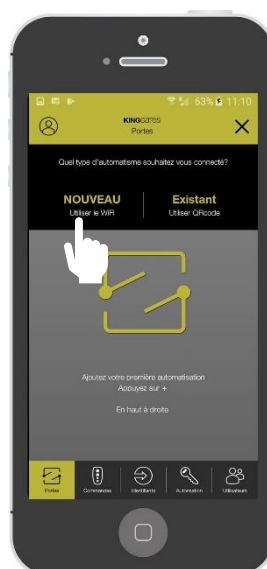 63% 11:10
KINGgates
Portes
Quel type d'automatisme souhaitez vous connecté?
NOUVEAU
Utiliser le WiFi
Existant
Utiliser QRcode
Ajoutez votre première automatisation
Appuyez sur +
En haut à droite
Portes
Commandes
Identifiants
Automation
Utilisateurs